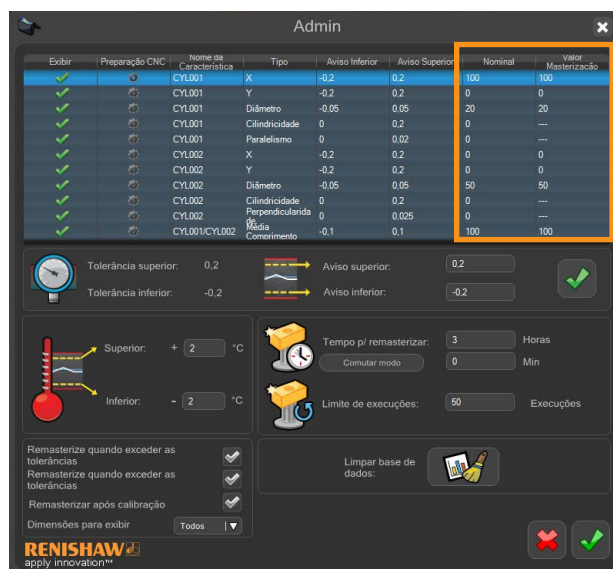 Admin
Exibir Preparação CNC Nome da Característica Tipo Aviso Inferior Aviso Superior Nominal Valor Masterização
CYL001 X -0,2 0,2 100 100
CYL001 Y -0,2 0,2 0 0
CYL001 Diâmetro -0,05 0,05 20 20
CYL001 Cilindricidade 0 0,2 0 ---
CYL001 Paralelismo 0 0,02 0 ---
CYL002 X -0,2 0,2 0 0
CYL002 Y -0,2 0,2 0 0
CYL002 Diâmetro -0,05 0,05 50 50
CYL002 Cilindricidade 0 0,2 0 ---
CYL002 Perpendicularida de 0 0,025 0 ---
CYL001/CYL002 Média Comprimento -0,1 0,1 100 100
Tolerância superior: 0,2 Aviso superior: 0,2
Tolerância inferior: -0,2 Aviso inferior: -0,2
Superior: + 2 °C
Inferior: - 2 °C
Tempo p/ remasterizar: 3 Horas
Comutar modo 0 Min
Limite de execuções: 50 Execuções
Remasterize quando exceder as
tolerâncias
Remasterize quando exceder as
tolerâncias
Remasterizar após calibração
Dimensões para exibir Todos
Limpar base de
dados:
RENISHAW
apply innovation™